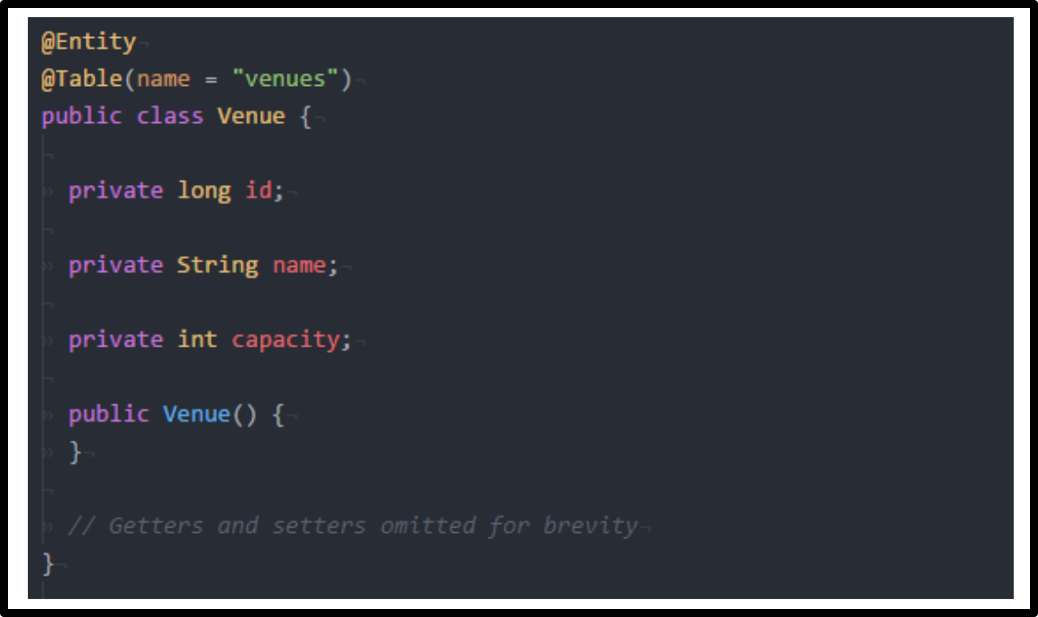 @Entity
@Table(name = "venues")
public class Venue {
private long id;
private String name;
private int capacity;
public Venue() {
}
// Getters and setters omitted for brevity
}